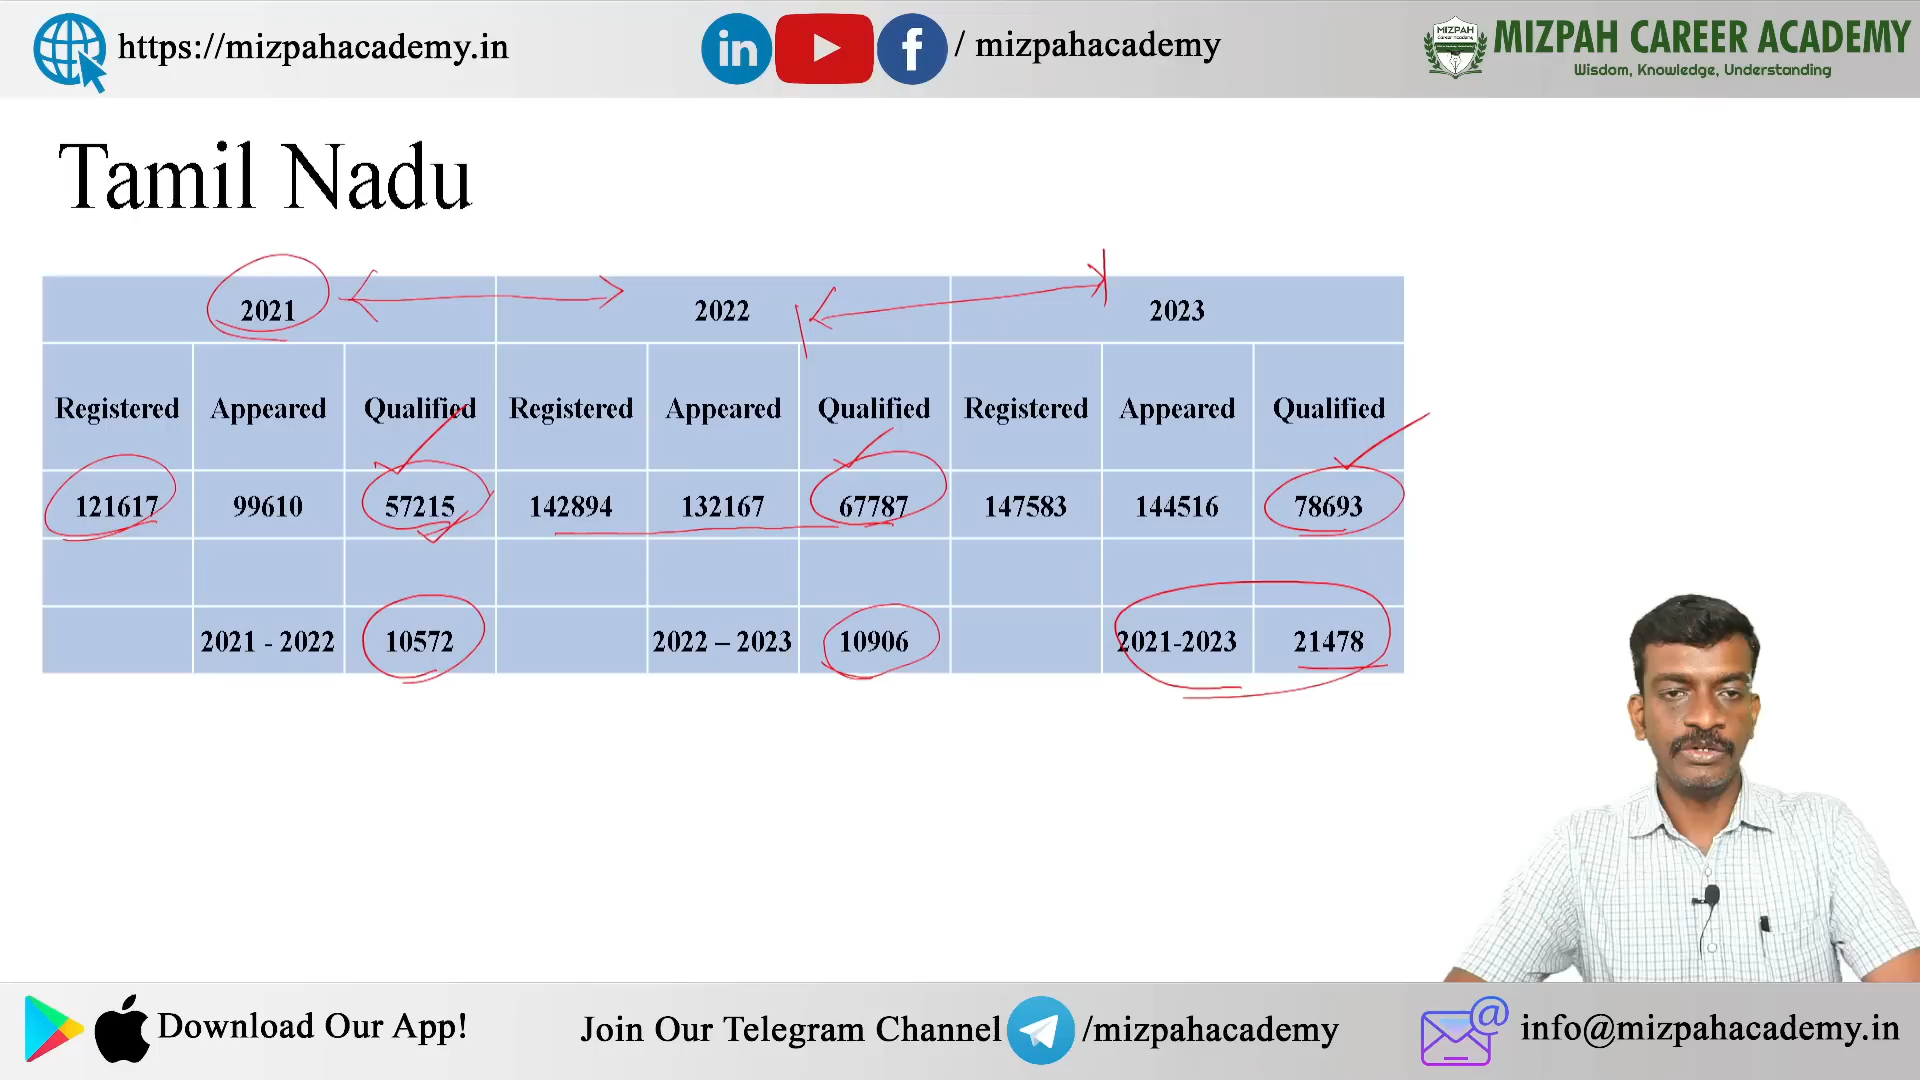 https://mizpahacademy.in
in
f
/ mizpahacademy
MIZPAH
MIZPAH CAREER ACADEMY
Wisdom, Knowledge, Understanding
Tamil Nadu
2021 2022 2023
Registered Appeared Qualified Registered Appeared Qualified Registered Appeared Qualified
121617 99610 57215 142894 132167 67787 147583 144516 78693
2021 - 2022 10572 2022 – 2023 10906 2021-2023 21478
Download Our App!
Join Our Telegram Channel
/mizpahacademy
@
info@mizpahacademy.in